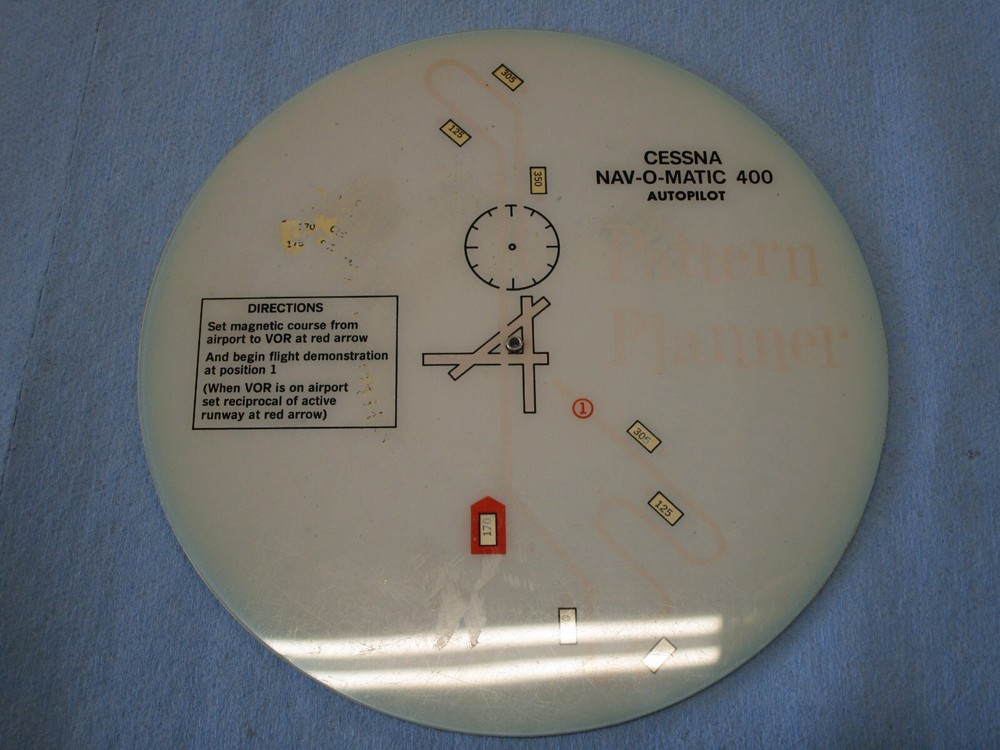 305
125
350
CESSNA
NAV-O-MATIC 400
AUTOPILOT
170
175
Pattern
Planner
DIRECTIONS
Set magnetic course from
airport to VOR at red arrow
And begin flight demonstration
at position 1
(When VOR is on airport
set reciprocal of active
runway at red arrow)
1
305
125
170